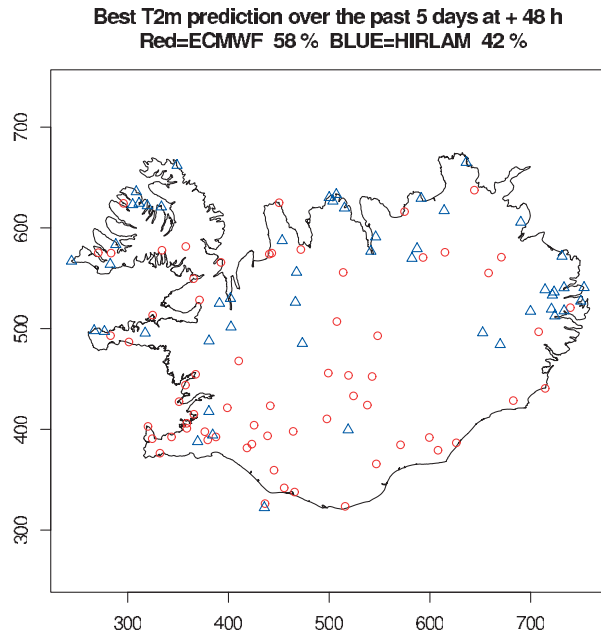 Best T2m prediction over the past 5 days at + 48 h
Red=ECMWF 58 % BLUE=HIRLAM 42 %
700
600
500
400
300
300 400 500 600 700